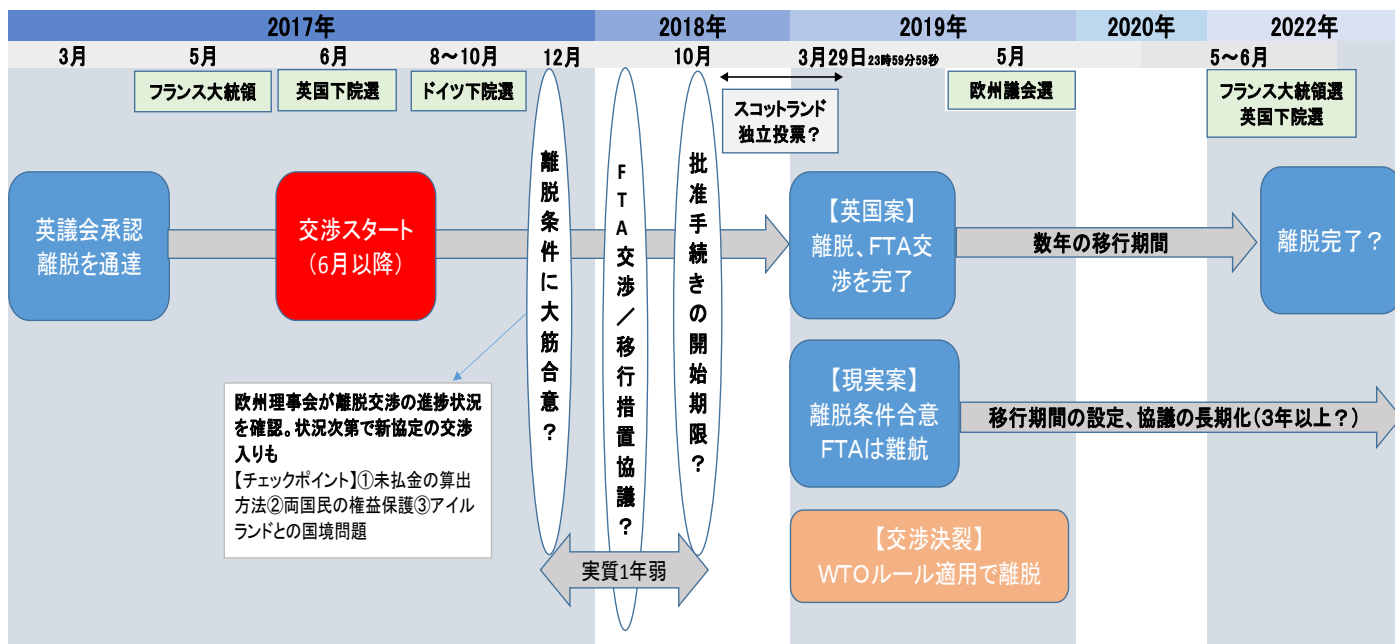 2017年
2018年
2019年
2020年
2022年
3月
5月
6月
8～10月
12月
10月
3月29日23時59分59秒
5月
5～6月
フランス大統領
英国下院選
ドイツ下院選
スコットランド
独立投票？
欧州議会選
フランス大統領選
英国下院選
英議会承認
離脱を通達
交渉スタート
（6月以降）
離脱条件に大筋合意？
ＦＴＡ交渉／移行措置協議？
批准手続きの開始期限？
【英国案】
離脱、FTA交
渉を完了
数年の移行期間
離脱完了？
欧州理事会が離脱交渉の進捗状況
を確認。状況次第で新協定の交渉
入りも
【チェックポイント】①未払金の算出
方法②両国民の権益保護③アイル
ランドとの国境問題
【現実案】
離脱条件合意
FTAは難航
移行期間の設定、協議の長期化（3年以上？）
実質1年弱
【交渉決裂】
WTOルール適用で離脱